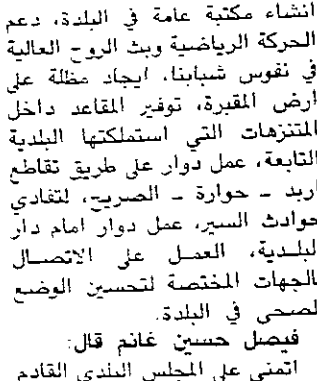 انشاء مكتبة عامة في البلدة، دعم
الحركة الرياضية وبث الروح العالية
في نفوس شبابنا. ايجاد مظلة على
ارض المقبرة، توفير المقاعد داخل
المتنزهات التي استملكتها البلدية
التابعة، عمل دوار على طريق تقاطع
اربد - حوارة - الصريح، لتفادي
حوادث السير، عمل دوار امام دار
لبلدية، العمل على الاتصال
الجهات المختصة لتحسين الوضع
لصحي في البلدة.
فيصل حسين غانم قال:
اتمنى على المجلس البلدي القادم